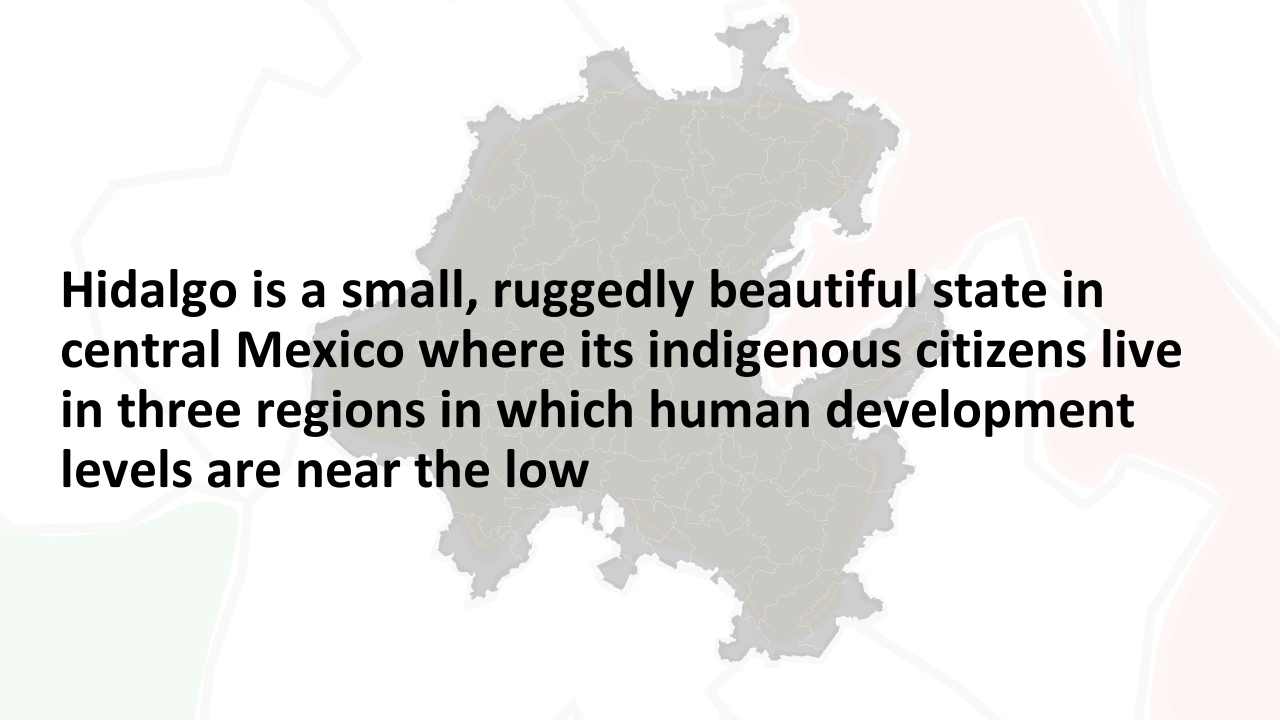 Hidalgo is a small, ruggedly beautiful state in
central Mexico where its indigenous citizens live
in three regions in which human development
levels are near the low